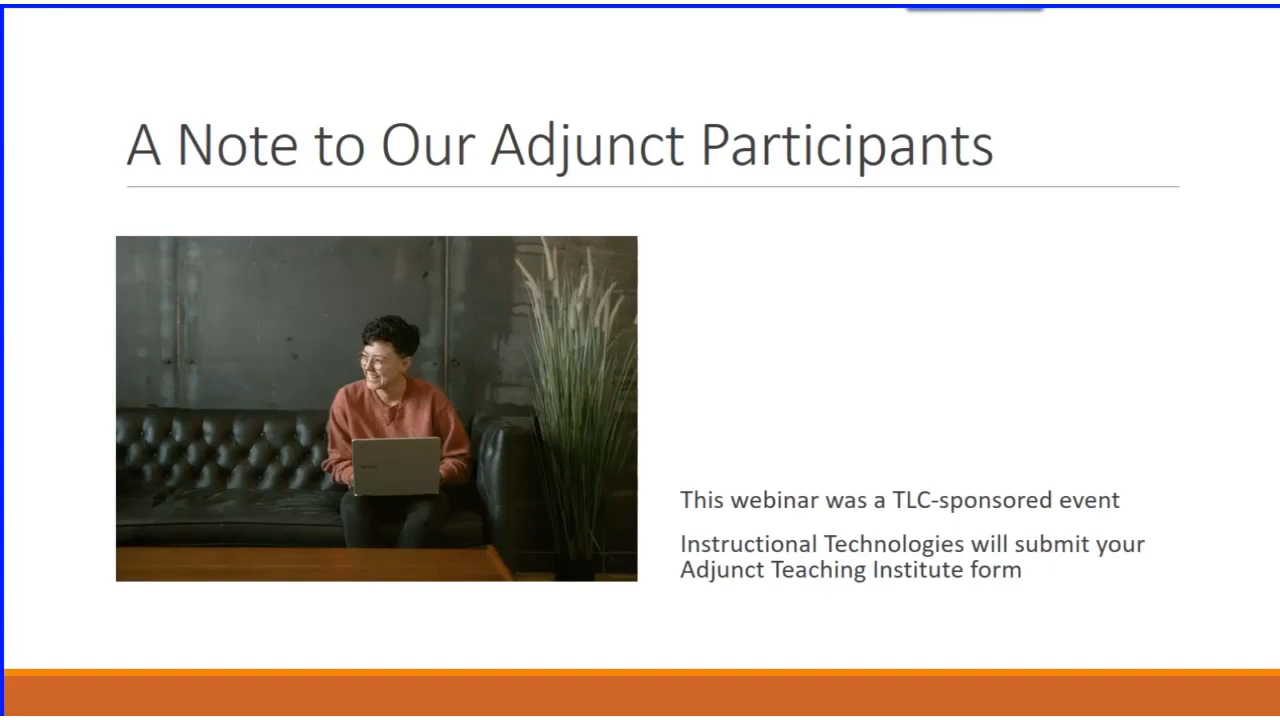 A Note to Our Adjunct Participants
This webinar was a TLC-sponsored event
Instructional Technologies will submit your
Adjunct Teaching Institute form